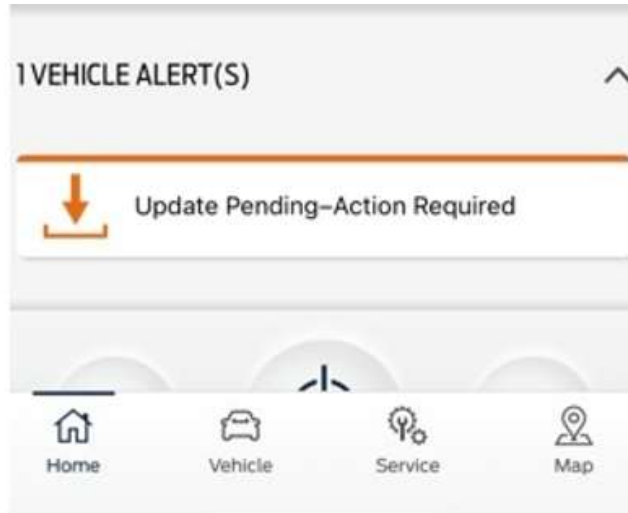 1 VEHICLE ALERT(S)
Update Pending–Action Required
Home Vehicle Service Map